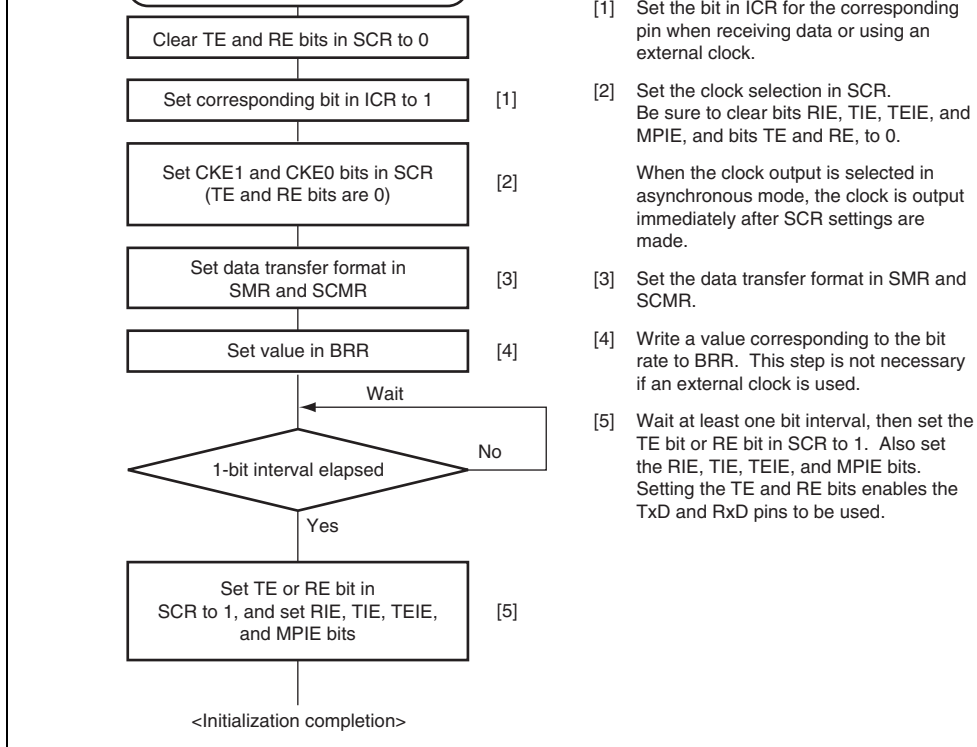 Clear TE and RE bits in SCR to 0
Set corresponding bit in ICR to 1
[1]
Set CKE1 and CKE0 bits in SCR
(TE and RE bits are 0)
[2]
Set data transfer format in
SMR and SCMR
[3]
Set value in BRR
[4]
Wait
1-bit interval elapsed
No
Yes
Set TE or RE bit in
SCR to 1, and set RIE, TIE, TEIE,
and MPIE bits
[5]
<Initialization completion>
[1] Set the bit in ICR for the corresponding
pin when receiving data or using an
external clock.
[2] Set the clock selection in SCR.
Be sure to clear bits RIE, TIE, TEIE, and
MPIE, and bits TE and RE, to 0.
When the clock output is selected in
asynchronous mode, the clock is output
immediately after SCR settings are
made.
[3] Set the data transfer format in SMR and
SCMR.
[4] Write a value corresponding to the bit
rate to BRR. This step is not necessary
if an external clock is used.
[5] Wait at least one bit interval, then set the
TE bit or RE bit in SCR to 1. Also set
the RIE, TIE, TEIE, and MPIE bits.
Setting the TE and RE bits enables the
TxD and RxD pins to be used.